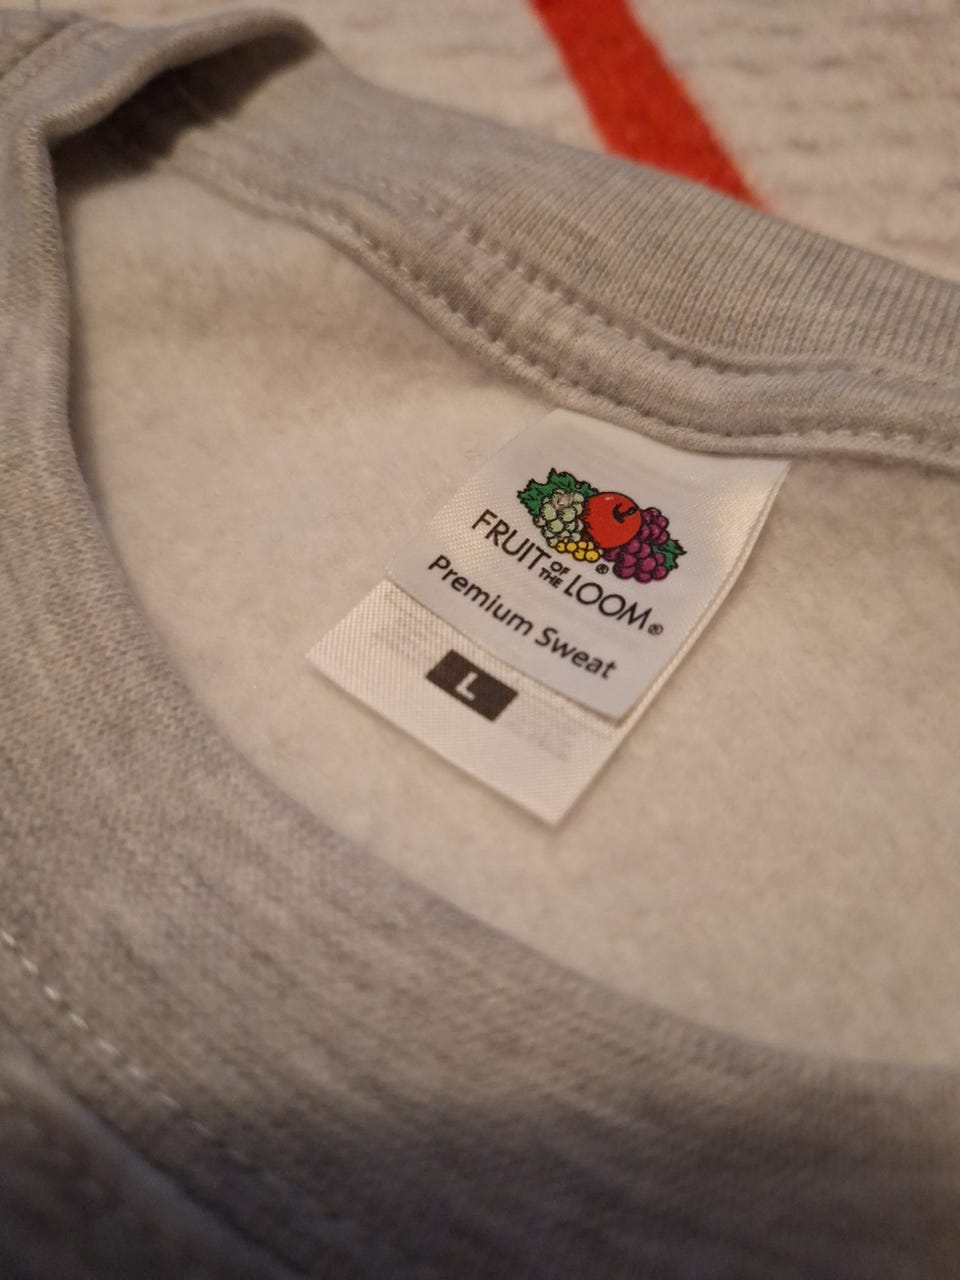 FRUIT OF THE LOOM®
®
Premium Sweat
L